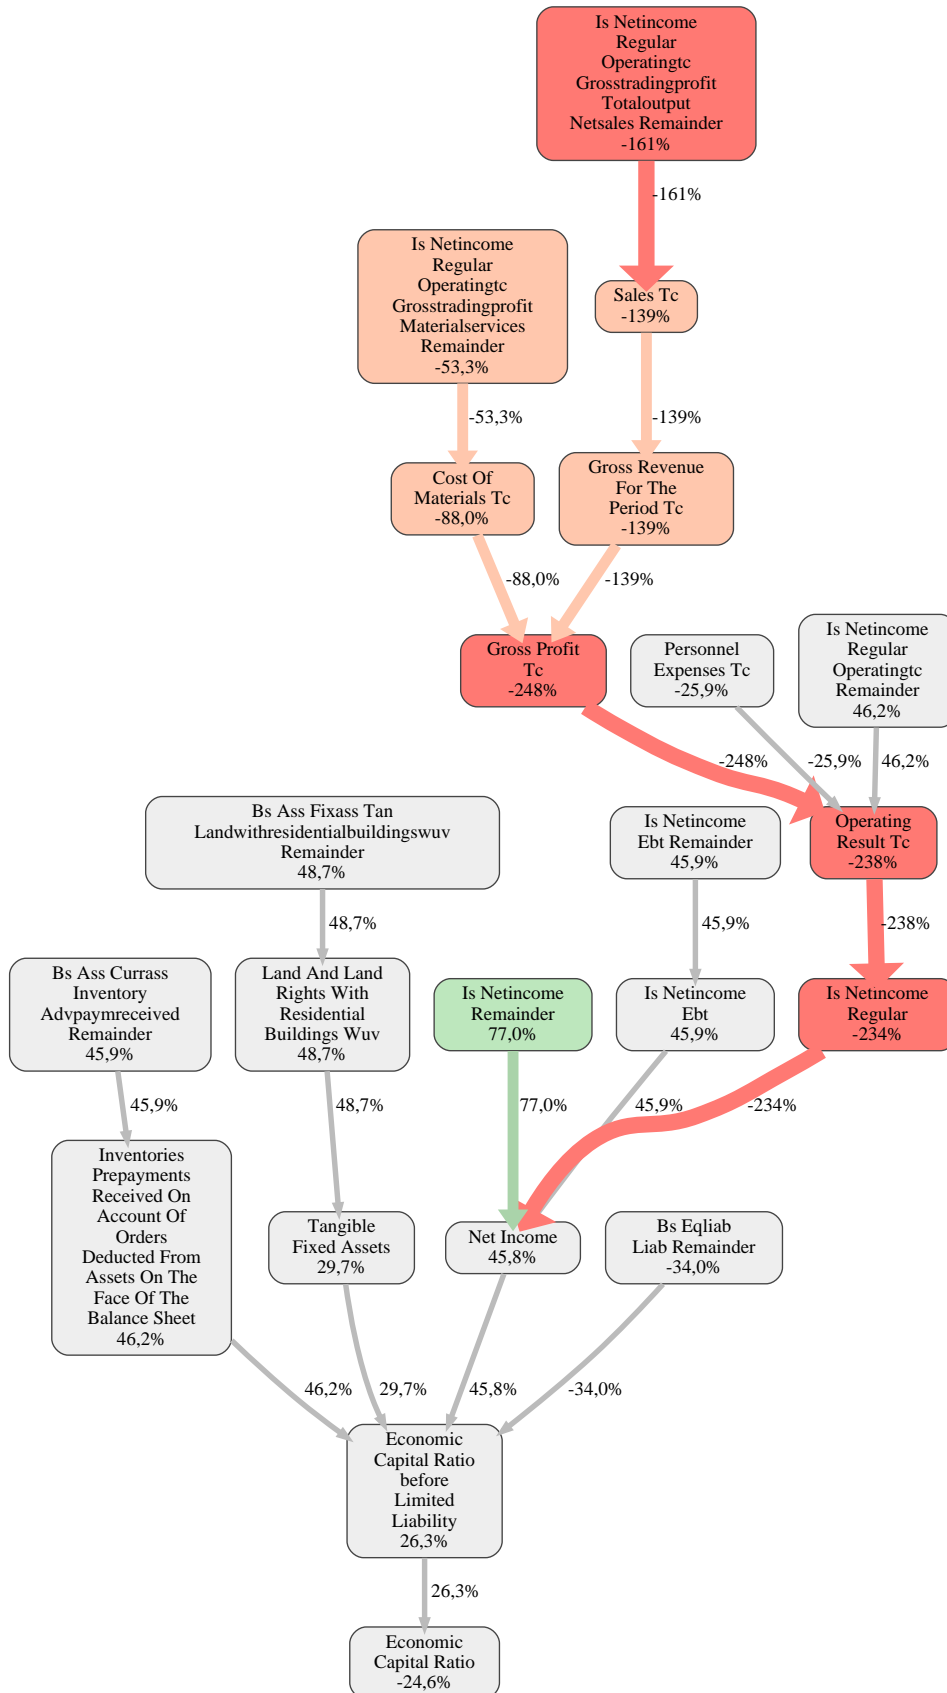 Is Netincome
Regular
Operatingtc
Grosstradingprofit
Totaloutput
Netsales Remainder
-161%
-161%
Is Netincome
Regular
Operatingtc
Grosstradingprofit
Materialservices
Remainder
-53,3%
Sales Tc
-139%
-53,3%
-139%
Cost Of
Materials Tc
-88,0%
Gross Revenue
For The
Period Tc
-139%
-88,0%
-139%
Gross Profit
Tc
-248%
Personnel
Expenses Tc
-25,9%
Is Netincome
Regular
Operatingtc
Remainder
46,2%
-248%
-25,9%
46,2%
Bs Ass Fixass Tan
Landwithresidentialbuildingswuv
Remainder
48,7%
Is Netincome
Ebt Remainder
45,9%
Operating
Result Tc
-238%
48,7%
45,9%
-238%
Bs Ass Currass
Inventory
Advpaymreceived
Remainder
45,9%
Land And Land
Rights With
Residential
Buildings Wuv
48,7%
Is Netincome
Remainder
77,0%
Is Netincome
Ebt
45,9%
Is Netincome
Regular
-234%
45,9%
48,7%
77,0%
45,9%
-234%
Inventories
Prepayments
Received On
Account Of
Orders
Deducted From
Assets On The
Face Of The
Balance Sheet
46,2%
Tangible
Fixed Assets
29,7%
Net Income
45,8%
Bs Eqliab
Liab Remainder
-34,0%
46,2%
29,7%
45,8%
-34,0%
Economic
Capital Ratio
before
Limited
Liability
26,3%
26,3%
Economic
Capital Ratio
-24,6%